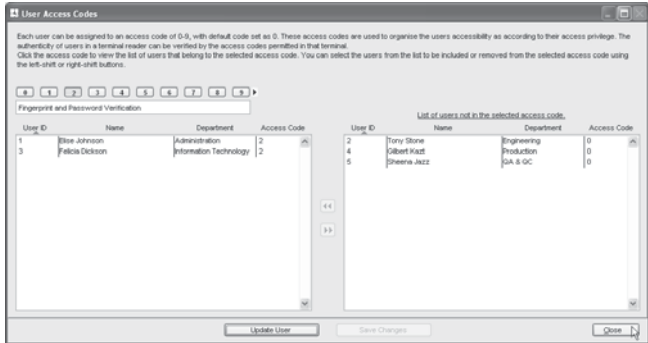 User Access Codes
Each user can be assigned to an access code of 0-9, with default code set as 0. These access codes are used to organise the users accessibility as according to their access privilege. The
authenticity of users in a terminal reader can be verified by the access codes permitted in that terminal.
Click the access code to view the list of users that belong to the selected access code. You can select the users from the list to be included or removed from the selected access code using
the left-shift or right-shift buttons.
0 1 2 3 4 5 6 7 8 9
Fingerprint and Password Verification
List of users not in the selected access code.
User ID Name Department Access Code User ID Name Department Access Code
1 Elise Johnson Administration 2 2 Tony Stone Engineering 0
3 Felicia Dickson Information Technology 2 4 Gilbert Kazt Production 0
5 Sheena Jazz QA & QC 0
<<
>>
Update User Save Changes Close